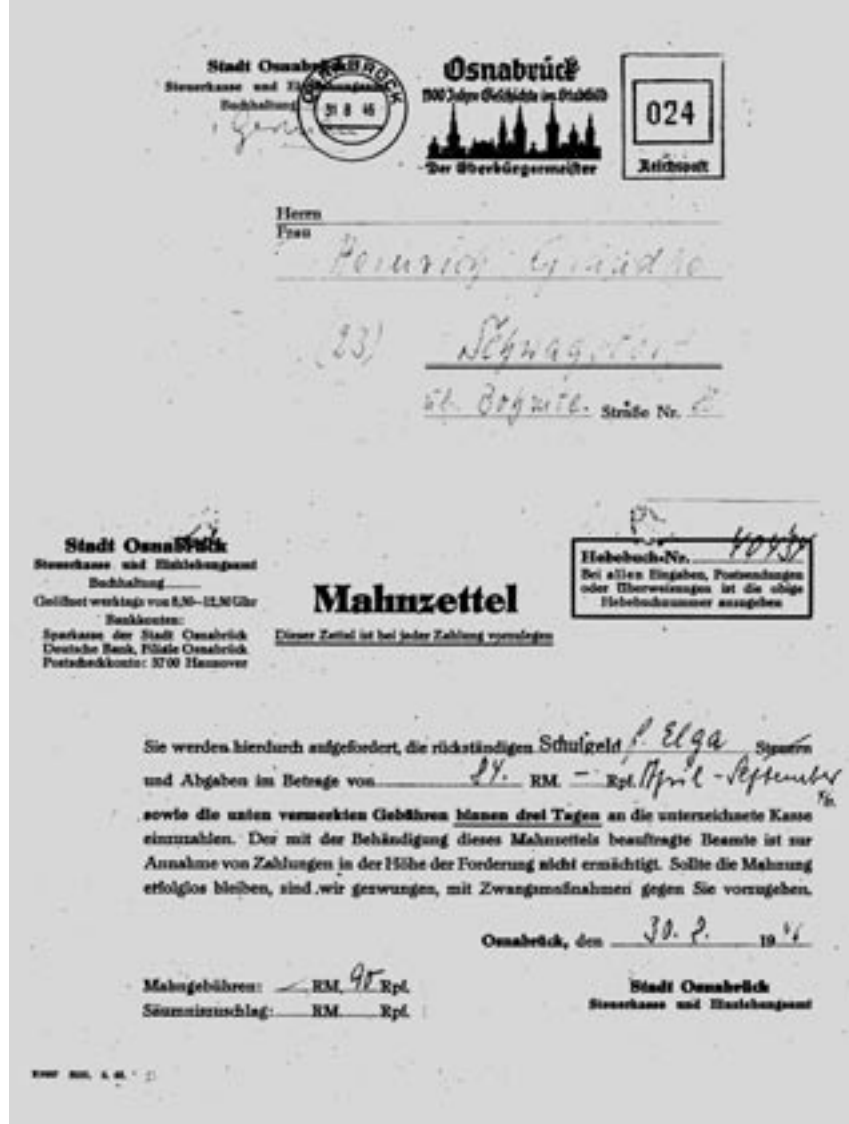 Stadt Osnabrück
Steuerkasse und Einziehungsamt
Buchhaltung
OSNABRÜCK
31 8 46
Osnabrück
1100 Jahre Geschichte im Stadtbild
Der Oberbürgermeister
024
Reichspost
Herrn
Frau
Heinrich
(23) Schwagstorf
Straße Nr.
Stadt Osnabrück
Steuerkasse und Einziehungsamt
Buchhaltung
Geöffnet werktags von 8,30–12,30 Uhr
Bankkonten:
Sparkasse der Stadt Osnabrück
Deutsche Bank, Filiale Osnabrück
Postscheckkonto: 3700 Hannover
Mahnzettel
Dieser Zettel ist bei jeder Zahlung vorzulegen
Hebebuch-Nr.
Bei allen Eingaben, Postsendungen
oder Überweisungen ist die obige
Hebebuchnummer anzugeben
Sie werden hierdurch aufgefordert, die rückständigen Schulgeld f. Elga Steuern
und Abgaben im Betrage von 24. RM. – Rpf. April - September
sowie die unten vermerkten Gebühren binnen drei Tagen an die unterzeichnete Kasse
einzuzahlen. Der mit der Behändigung dieses Mahnzettels beauftragte Beamte ist zur
Annahme von Zahlungen in der Höhe der Forderung nicht ermächtigt. Sollte die Mahnung
erfolglos bleiben, sind wir gezwungen, mit Zwangsmaßnahmen gegen Sie vorzugehen.
Osnabrück, den 30. 8. 1946
Mahngebühren: RM. 90 Rpf.
Säumniszuschlag: RM. Rpf.
Stadt Osnabrück
Steuerkasse und Einziehungsamt